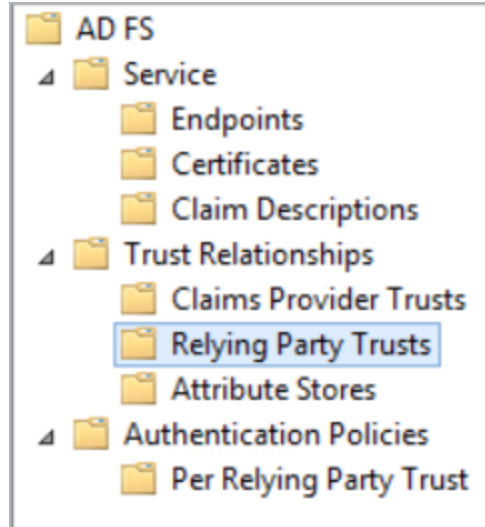 AD FS
Service
Endpoints
Certificates
Claim Descriptions
Trust Relationships
Claims Provider Trusts
Relying Party Trusts
Attribute Stores
Authentication Policies
Per Relying Party Trust